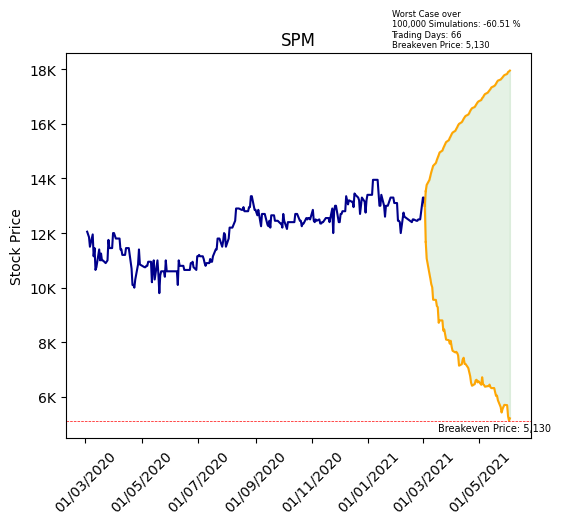 Worst Case over
100,000 Simulations: -60.51 %
Trading Days: 66
Breakeven Price: 5,130
SPM
Stock Price
18K
16K
14K
12K
10K
8K
6K
Breakeven Price: 5,130
01/03/2020
01/05/2020
01/07/2020
01/09/2020
01/11/2020
01/01/2021
01/03/2021
01/05/2021